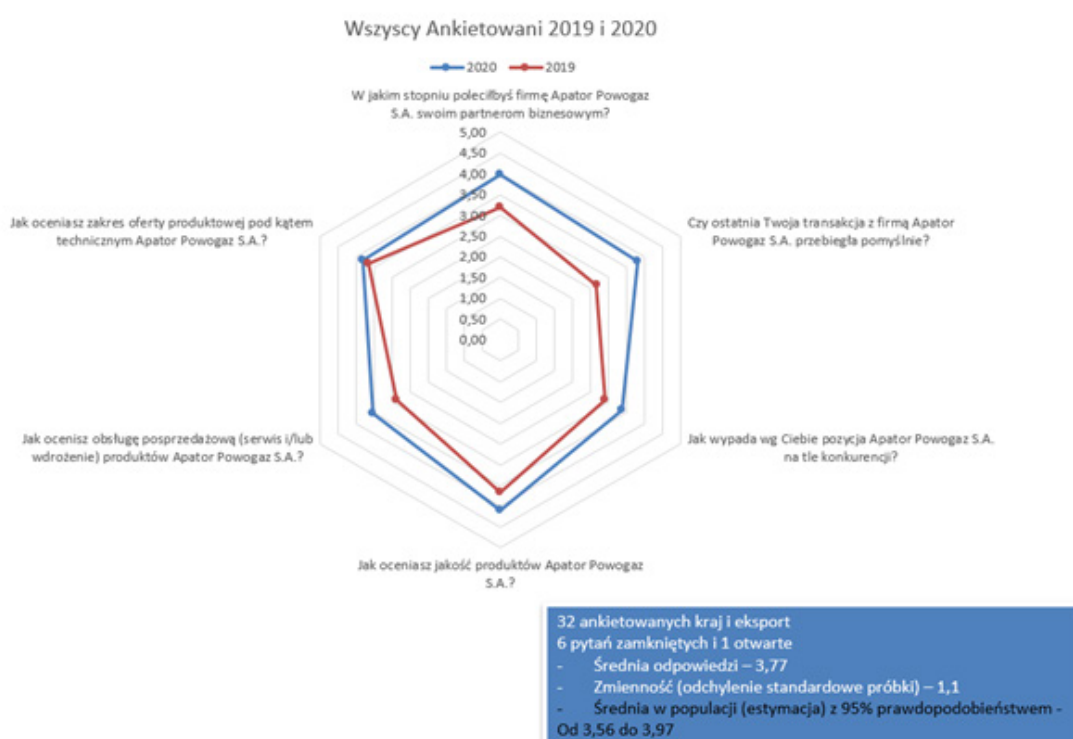 Wszyscy Ankietowani 2019 i 2020
2020 2019
W jakim stopniu poleciłbyś firmę Apator Powogaz
S.A. swoim partnerom biznesowym?
5,00
4,50
4,00
3,50
3,00
2,50
2,00
1,50
1,00
0,50
0,00
Czy ostatnia Twoja transakcja z firmą Apator
Powogaz S.A. przebiegła pomyślnie?
Jak wypada wg Ciebie pozycja Apator Powogaz S.A.
na tle konkurencji?
Jak oceniasz jakość produktów Apator Powogaz
S.A.?
Jak ocenisz obsługę posprzedażową (serwis i/lub
wdrożenie) produktów Apator Powogaz S.A.?
Jak oceniasz zakres oferty produktowej pod kątem
technicznym Apator Powogaz S.A.?
32 ankietowanych kraj i eksport
6 pytań zamkniętych i 1 otwarte
- Średnia odpowiedzi – 3,77
- Zmienność (odchylenie standardowe próbki) – 1,1
- Średnia w populacji (estymacja) z 95% prawdopodobieństwem -
Od 3,56 do 3,97